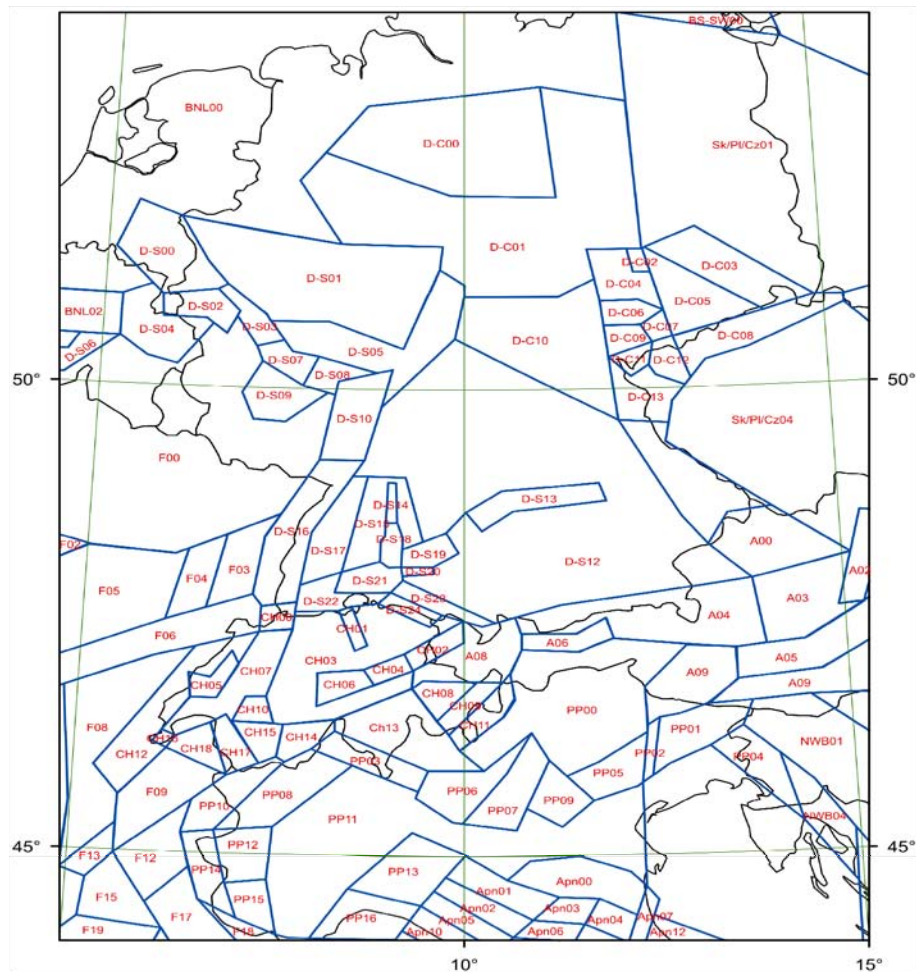 BS-SW00
BNL00
D-C00
Sk/Pl/Cz01
D-S00
D-C01
D-C02
D-C03
D-S01
D-C04
D-S02
D-C05
BNL02
D-C06
D-S04
D-S03
D-C07
D-C08
D-C09
D-C10
D-S06
D-S05
D-S07
D-C11
D-C12
50°
50°
D-S08
D-S09
D-C13
D-S10
Sk/Pl/Cz04
F00
D-S13
D-S14
D-S15
D-S16
D-S18
F02
A00
D-S17
D-S19
D-S12
F03
D-S20
A02
F04
D-S21
F05
D-S22
D-S23
A03
D-S24
A04
CH01
F06
A06
CH02
A08
CH03
A05
CH04
CH07
A09
CH05
CH06
A09
CH08
CH10
PP00
F08
CH11
Ch13
PP01
CH15
CH14
CH12
CH18
NWB01
CH17
PP02
PP04
PP03
PP05
F09
PP06
PP08
PP09
PP10
PP07
PP11
NWB04
PP12
45°
45°
F13
F12
PP13
PP14
Apn00
Apn01
F15
PP15
Apn02
Apn03
F17
PP16
Apn05
Apn04
Apn07
F19
F18
Apn10
Apn06
Apn12
10°
15°